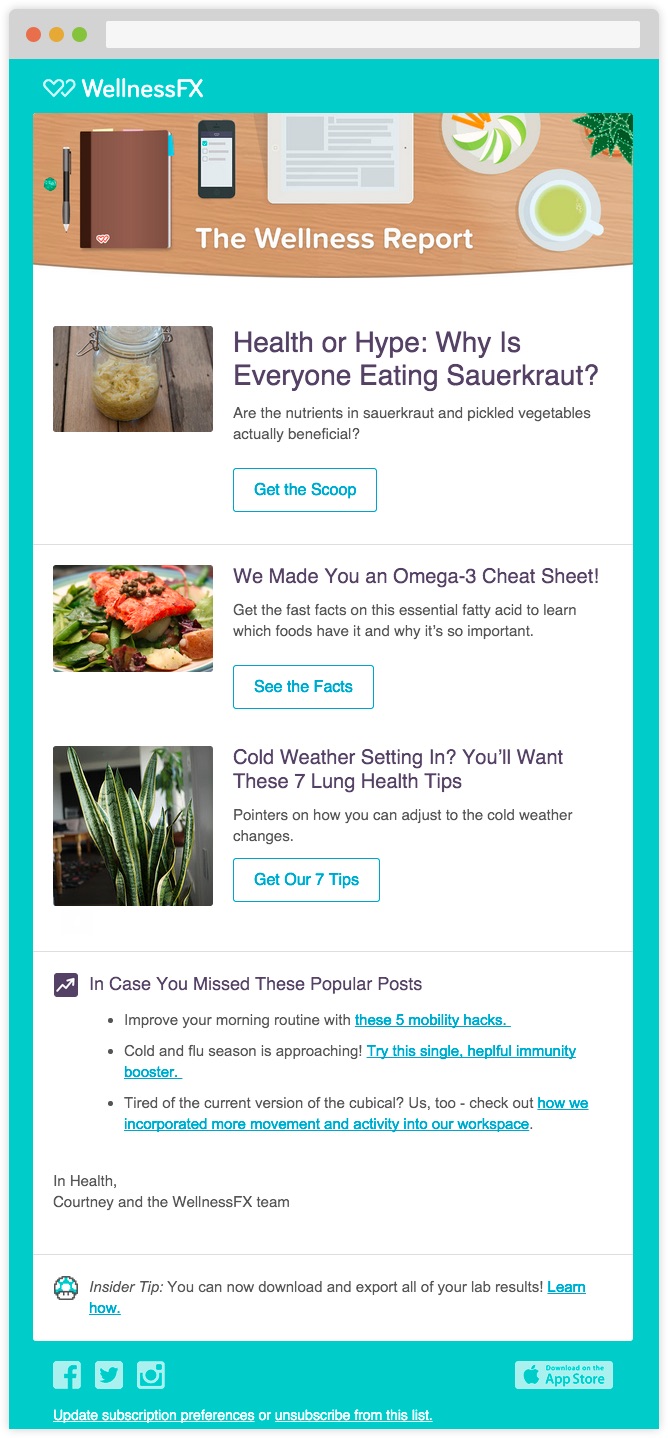 WellnessFX
The Wellness Report
Health or Hype: Why Is
Everyone Eating Sauerkraut?
Are the nutrients in sauerkraut and pickled vegetables
actually beneficial?
Get the Scoop
We Made You an Omega-3 Cheat Sheet!
Get the fast facts on this essential fatty acid to learn
which foods have it and why it’s so important.
See the Facts
Cold Weather Setting In? You’ll Want
These 7 Lung Health Tips
Pointers on how you can adjust to the cold weather
changes.
Get Our 7 Tips
In Case You Missed These Popular Posts
• Improve your morning routine with these 5 mobility hacks.
• Cold and flu season is approaching! Try this single, heplful immunity
booster.
• Tired of the current version of the cubical? Us, too - check out how we
incorporated more movement and activity into our workspace.
In Health,
Courtney and the WellnessFX team
Insider Tip: You can now download and export all of your lab results! Learn
how.
Download on the
App Store
Update subscription preferences or unsubscribe from this list.